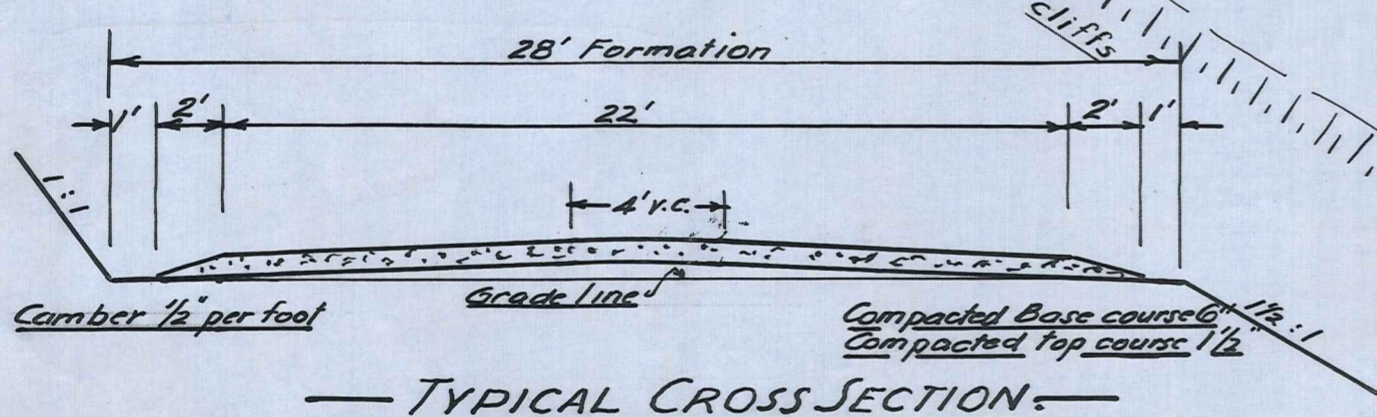 cliffs
28' Formation
1' 2' 22' 2' 1'
1:1
4' v.c.
Grade line
Camber 1/2" per foot
Compacted Base course 6"
Compacted top course 1 1/2"
1 1/2 : 1
TYPICAL CROSS SECTION.